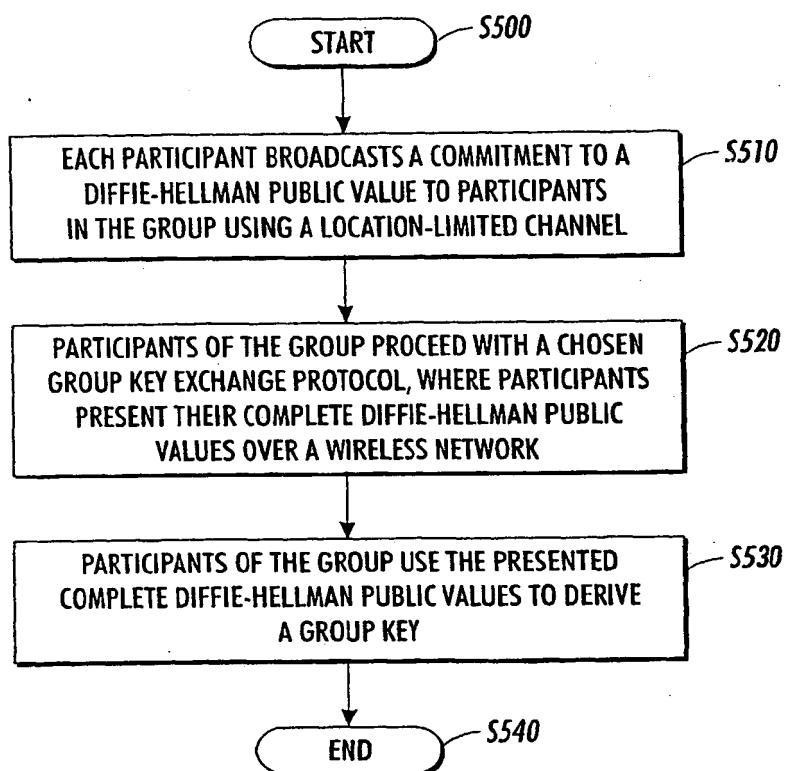 START
S500
EACH PARTICIPANT BROADCASTS A COMMITMENT TO A
DIFFIE-HELLMAN PUBLIC VALUE TO PARTICIPANTS
IN THE GROUP USING A LOCATION-LIMITED CHANNEL
S510
PARTICIPANTS OF THE GROUP PROCEED WITH A CHOSEN
GROUP KEY EXCHANGE PROTOCOL, WHERE PARTICIPANTS
PRESENT THEIR COMPLETE DIFFIE-HELLMAN PUBLIC
VALUES OVER A WIRELESS NETWORK
S520
PARTICIPANTS OF THE GROUP USE THE PRESENTED
COMPLETE DIFFIE-HELLMAN PUBLIC VALUES TO DERIVE
A GROUP KEY
S530
END
S540